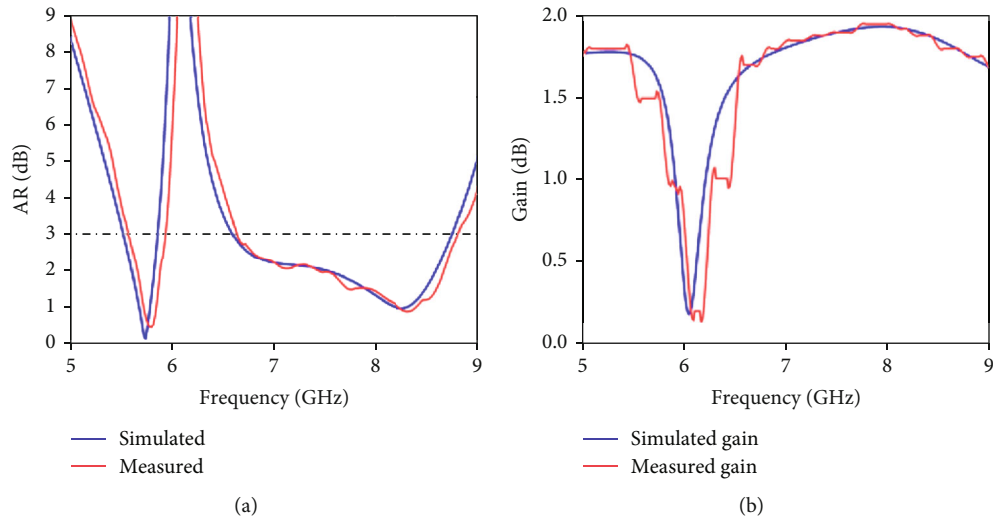 9
8
7
6
5
4
3
2
1
0
AR (dB)
5 6 7 8 9
Frequency (GHz)
Simulated
Measured
(a)
2.0
1.5
1.0
0.5
0.0
Gain (dB)
5 6 7 8 9
Frequency (GHz)
Simulated gain
Measured gain
(b)